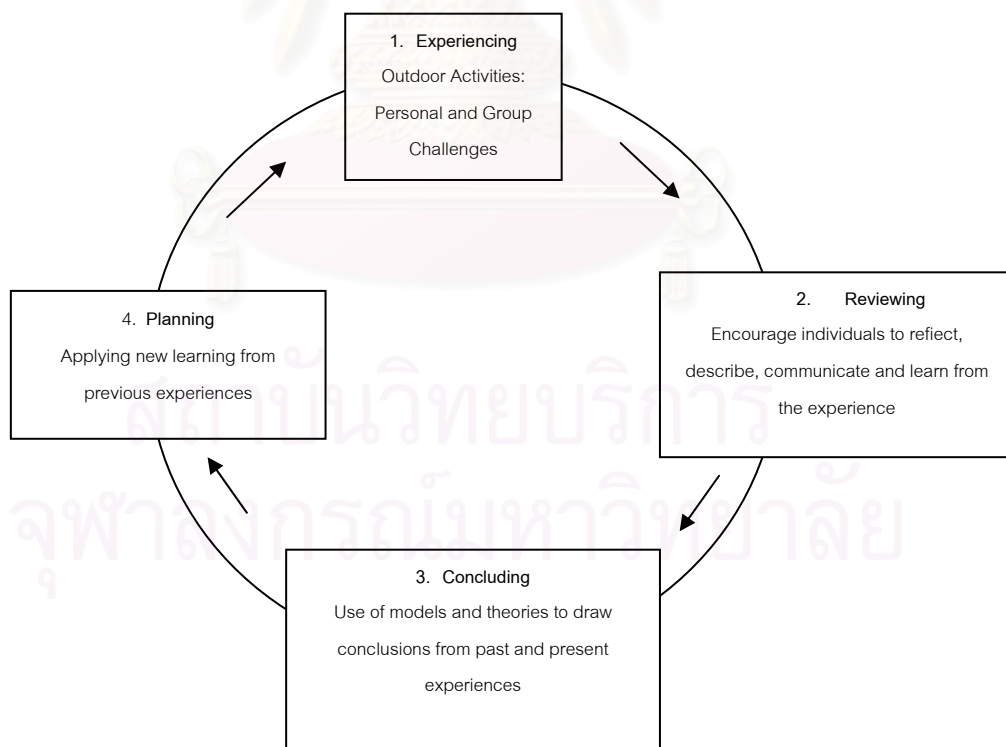 1. Experiencing
Outdoor Activities:
Personal and Group
Challenges
2. Reviewing
Encourage individuals to refiect,
describe, communicate and learn from
the experience
4. Planning
Applying new learning from
previous experiences
สถาบันวิทยบริการ
จุฬาลงกรณ์มหาวิทยาลัย
3. Concluding
Use of models and theories to draw
conclusions from past and present
experiences